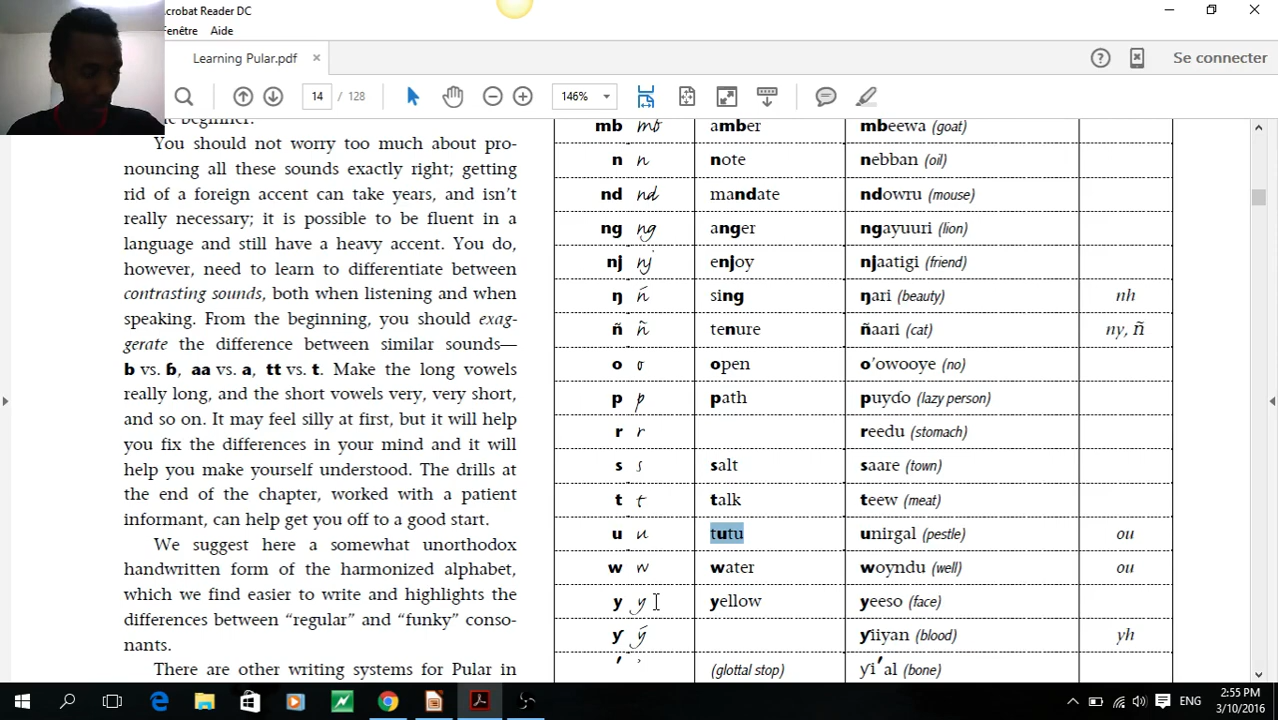 crobat Reader DC
enêtre Aide
Learning Pular.pdf
Se connecter
14 / 128
146%
the beginner.
You should not worry too much about pro-
nouncing all these sounds exactly right; getting
rid of a foreign accent can take years, and isn't
really necessary; it is possible to be fluent in a
language and still have a heavy accent. You do,
however, need to learn to differentiate between
contrasting sounds, both when listening and when
speaking. From the beginning, you should exag-
gerate the difference between similar sounds—
b vs. ɓ, aa vs. a, tt vs. t. Make the long vowels
really long, and the short vowels very, very short,
and so on. It may feel silly at first, but it will help
you fix the differences in your mind and it will
help you make yourself understood. The drills at
the end of the chapter, worked with a patient
informant, can help get you off to a good start.
We suggest here a somewhat unorthodox
handwritten form of the harmonized alphabet,
which we find easier to write and highlights the
differences between “regular” and “funky” conso-
nants.
There are other writing systems for Pular in
mb mb amber mbeewa (goat)
n n note nebban (oil)
nd nd mandate ndowru (mouse)
ng ng anger ngayuuri (lion)
nj nj enjoy njaatigi (friend)
ŋ ń sing ŋari (beauty) nh
ñ ñ tenure ñaari (cat) ny, ñ
o o open o'owooye (no)
p p path puyɗo (lazy person)
r r reedu (stomach)
s s salt saare (town)
t t talk teew (meat)
u u tutu unirgal (pestle) ou
w w water woyndu (well) ou
y y yellow yeeso (face)
ƴ ý ƴiiyan (blood) yh
' ' (glottal stop) ƴi'al (bone)
ENG
2:55 PM
3/10/2016